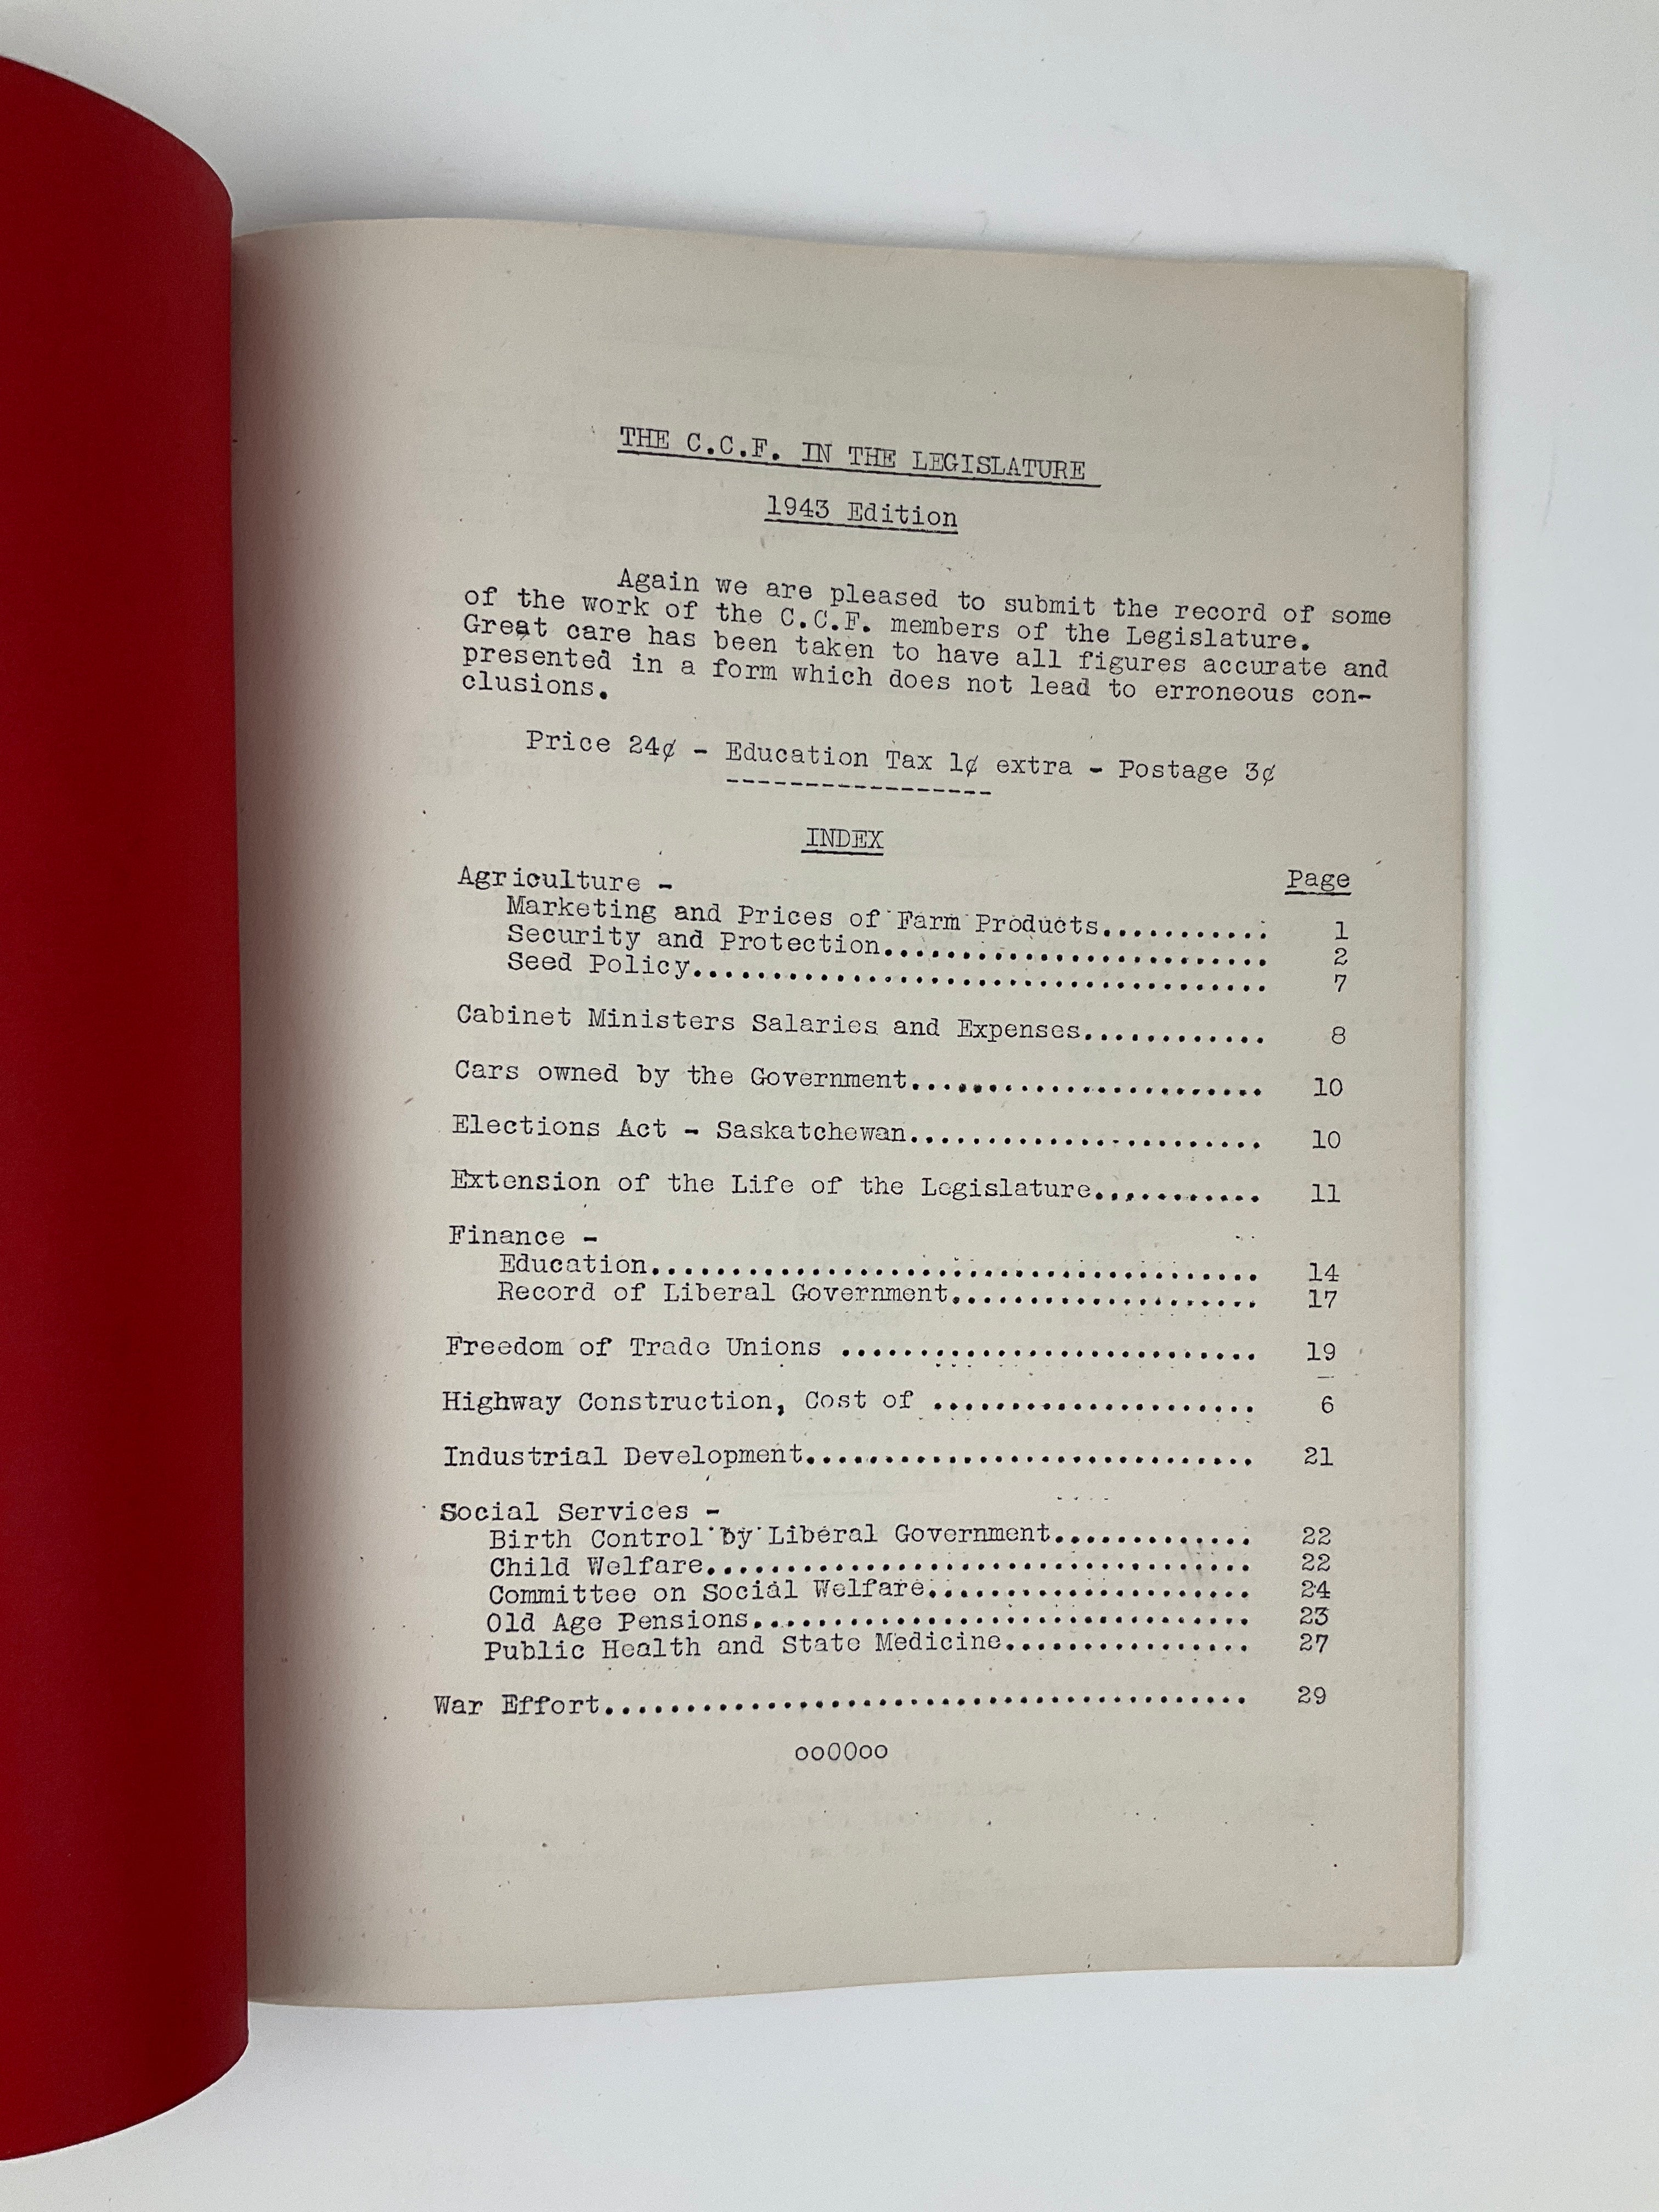 THE C.C.F. IN THE LEGISLATURE
1943 Edition
Again we are pleased to submit the record of some
of the work of the C.C.F. members of the Legislature.
Great care has been taken to have all figures accurate and
presented in a form which does not lead to erroneous con-
clusions.
Price 24¢ - Education Tax 1¢ extra - Postage 3¢
-----------------
INDEX
Agriculture - Page
Marketing and Prices of Farm Products........... 1
Security and Protection......................... 2
Seed Policy..................................... 7
Cabinet Ministers Salaries and Expenses............ 8
Cars owned by the Government....................... 10
Elections Act - Saskatchewan....................... 10
Extension of the Life of the Legislature........... 11
Finance -
Education....................................... 14
Record of Liberal Government.................... 17
Freedom of Trade Unions ........................... 19
Highway Construction, Cost of ..................... 6
Industrial Development............................. 21
Social Services -
Birth Control by Liberal Government............. 22
Child Welfare................................... 22
Committee on Social Welfare..................... 24
Old Age Pensions................................ 23
Public Health and State Medicine................ 27
War Effort......................................... 29
ooOOoo